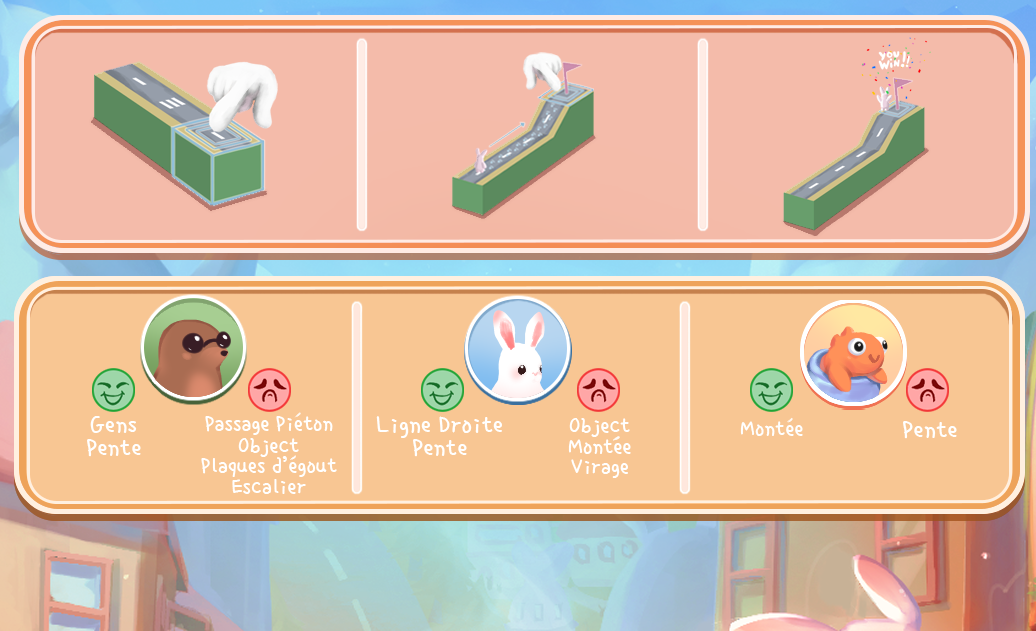 YOU
WIN!!
Gens
Pente
Passage Piéton
Object
Plaques d'égout
Escalier
Ligne Droite
Pente
Object
Montée
Virage
Montée
Pente